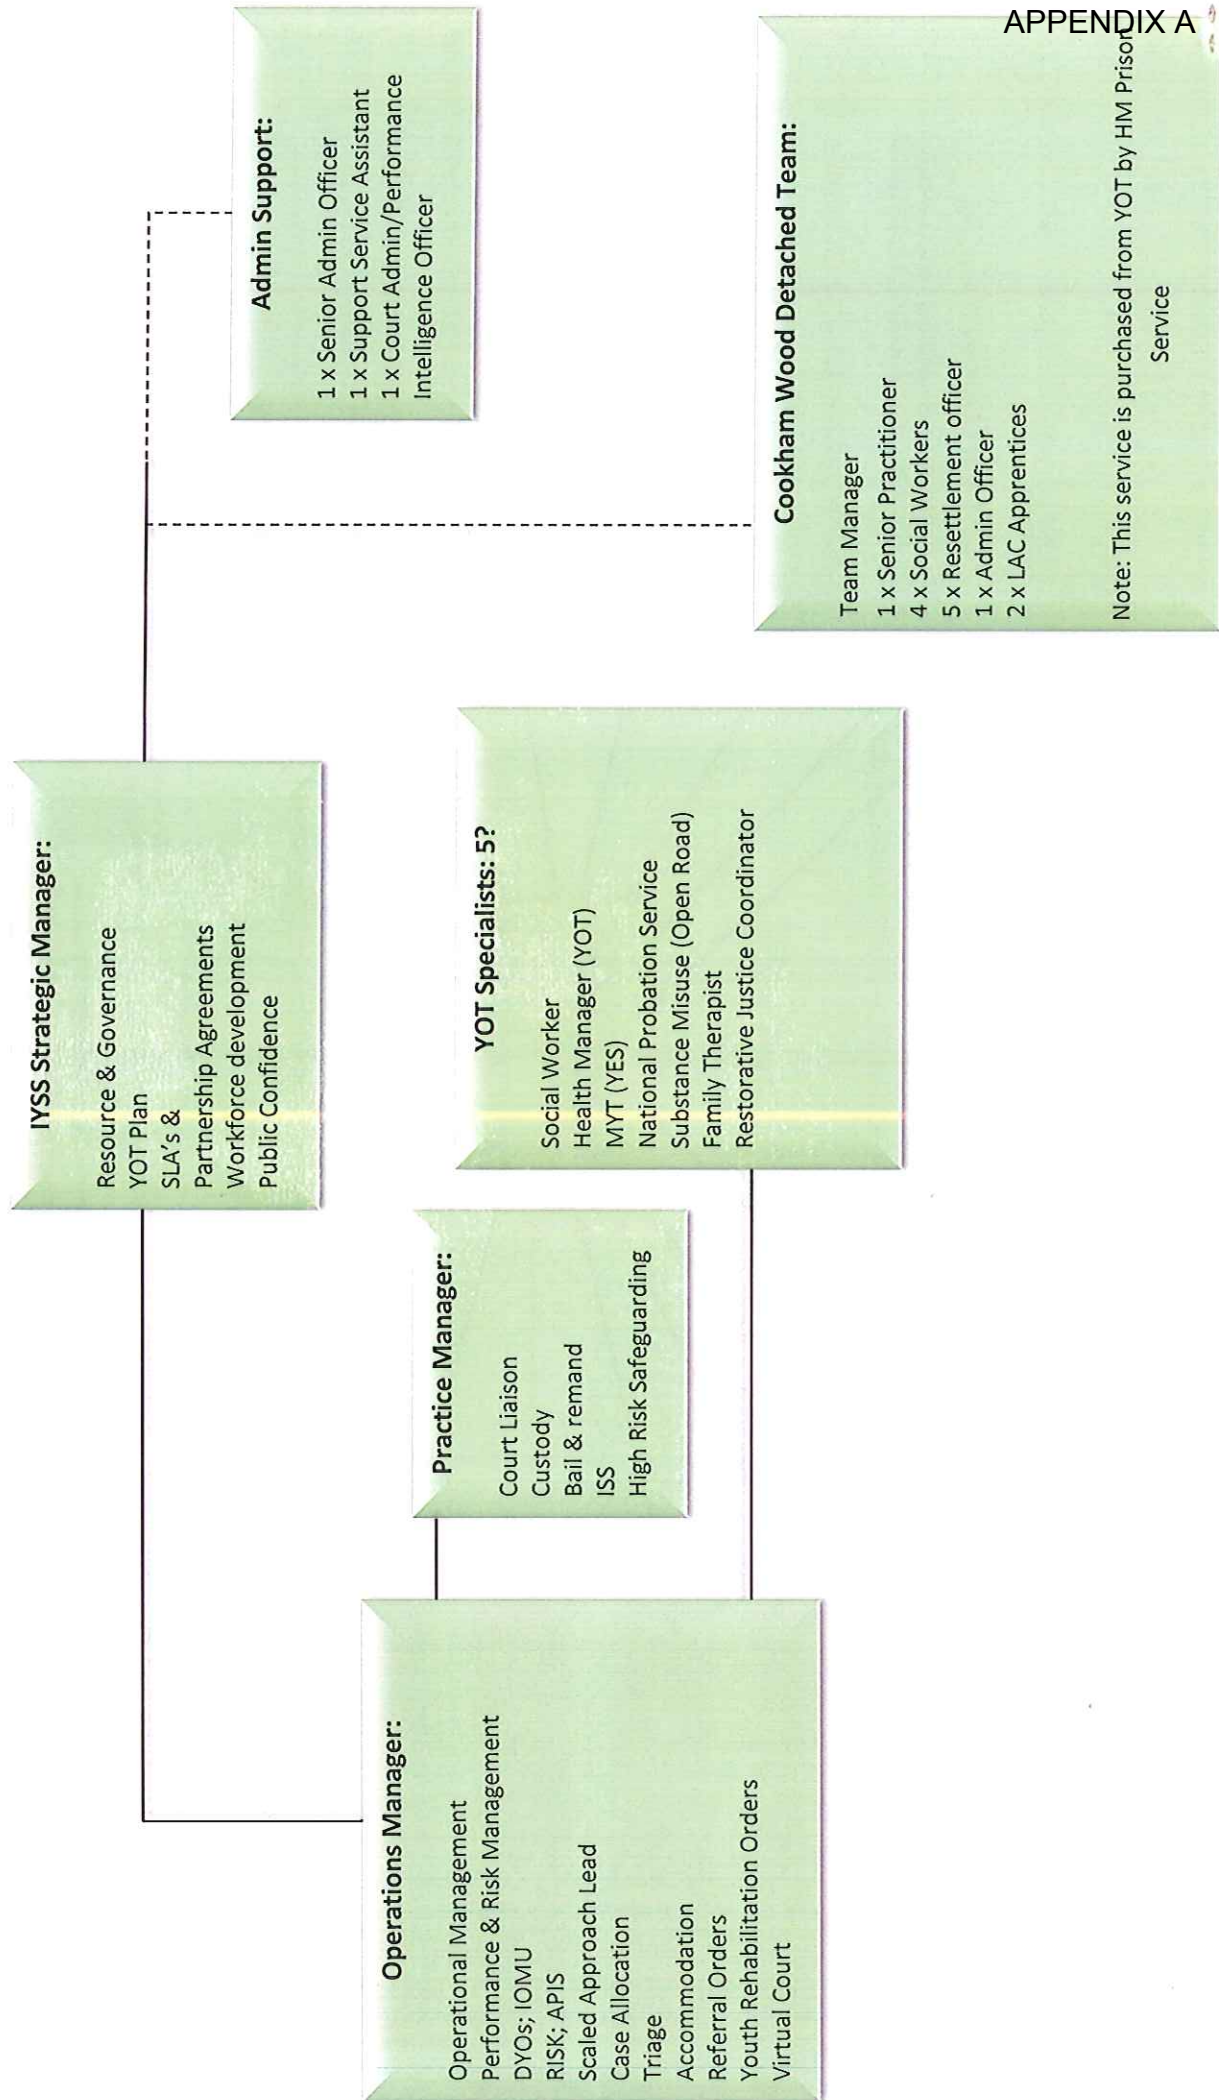 APPENDIX A
IYSS Strategic Manager:
Resource & Governance
YOT Plan
SLA's &
Partnership Agreements
Workforce development
Public Confidence
Admin Support:
1 x Senior Admin Officer
1 x Support Service Assistant
1 x Court Admin/Performance
Intelligence Officer
Operations Manager:
Operational Management
Performance & Risk Management
DYOs; IOMU
RISK; APIS
Scaled Approach Lead
Case Allocation
Triage
Accommodation
Referral Orders
Youth Rehabilitation Orders
Virtual Court
Practice Manager:
Court Liaison
Custody
Bail & remand
ISS
High Risk Safeguarding
YOT Specialists: 5?
Social Worker
Health Manager (YOT)
MYT (YES)
National Probation Service
Substance Misuse (Open Road)
Family Therapist
Restorative Justice Coordinator
Cookham Wood Detached Team:
Team Manager
1 x Senior Practitioner
4 x Social Workers
5 x Resettlement officer
1 x Admin Officer
2 x LAC Apprentices
Note: This service is purchased from YOT by HM Prison
Service